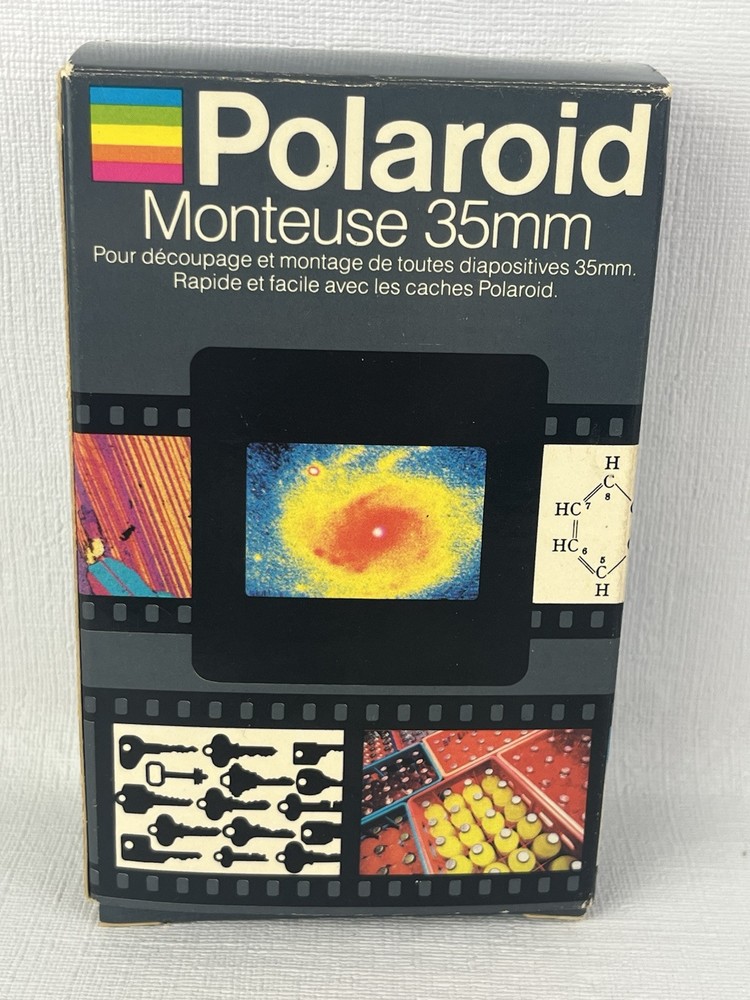 Polaroid
Monteuse 35mm
Pour découpage et montage de toutes diapositives 35mm.
Rapide et facile avec les caches Polaroid.
H
C
8
HC 7
HC 6
5
C
H